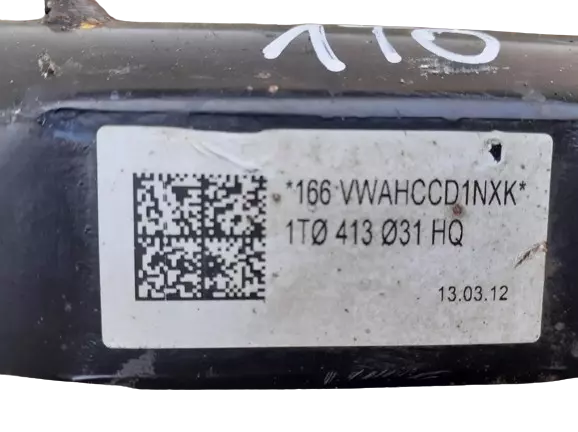 110
*166 VWAHCCD1NXK*
1TØ 413 Ø31 HQ
13.03.12